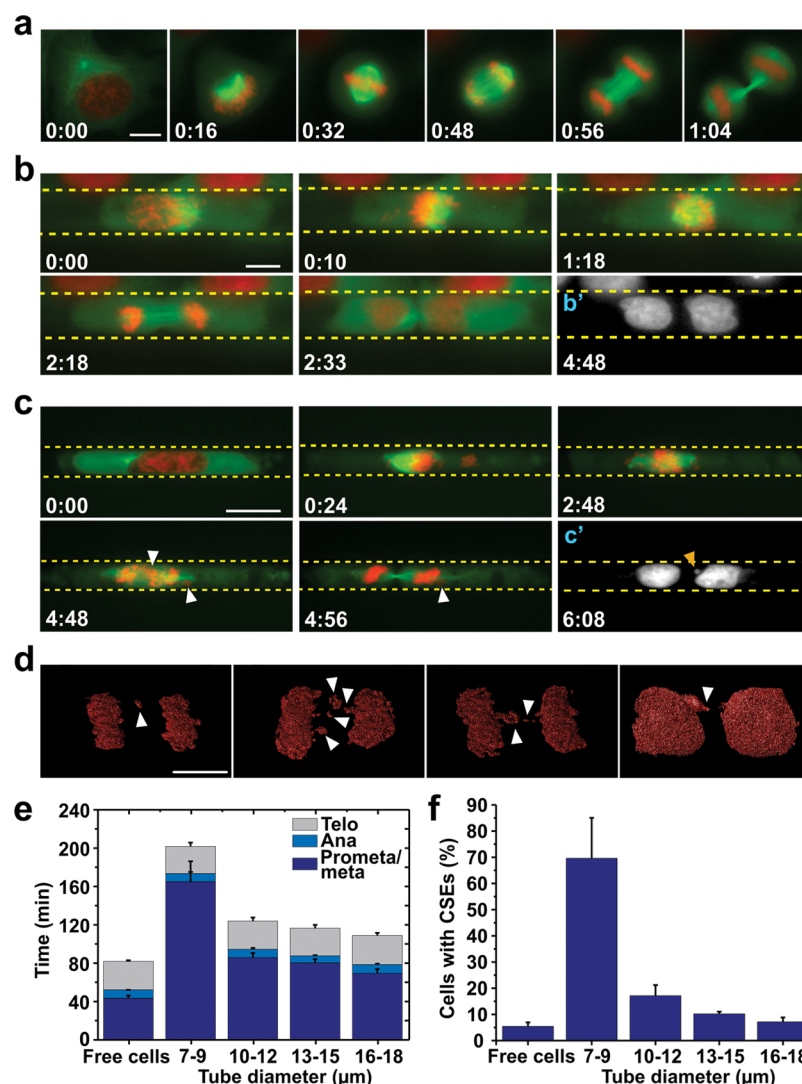 a
0:00
0:16
0:32
0:48
0:56
1:04
b
0:00
0:10
1:18
2:18
2:33
b’
4:48
c
0:00
0:24
2:48
4:48
4:56
c’
6:08
d
e
240
200
160
120
80
40
0
Time (min)
Telo
Ana
Prometa/
meta
Free cells 7-9 10-12 13-15 16-18
Tube diameter (µm)
f
90
80
70
60
50
40
30
20
10
0
Cells with CSEs (%)
Free cells 7-9 10-12 13-15 16-18
Tube diameter (µm)